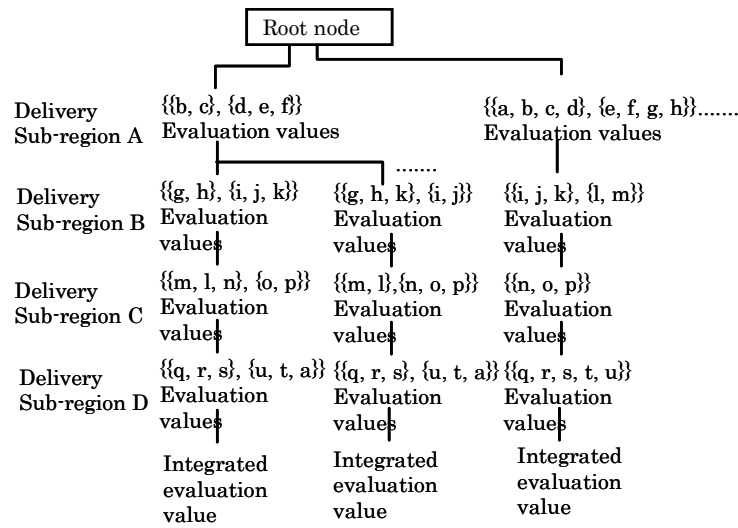 Root node
Delivery
Sub-region A
{{b, c}, {d, e, f}}
Evaluation values
{{a, b, c, d}, {e, f, g, h}}.......
Evaluation values
.......
Delivery
Sub-region B
{{g, h}, {i, j, k}}
Evaluation
values
{{g, h, k}, {i, j}}
Evaluation
values
{{i, j, k}, {l, m}}
Evaluation
values
Delivery
Sub-region C
{{m, l, n}, {o, p}}
Evaluation
values
{{m, l},{n, o, p}}
Evaluation
values
{{n, o, p}}
Evaluation
values
Delivery
Sub-region D
{{q, r, s}, {u, t, a}}
Evaluation
values
{{q, r, s}, {u, t, a}}
Evaluation
values
{{q, r, s, t, u}}
Evaluation
values
Integrated
evaluation
value
Integrated
evaluation
value
Integrated
evaluation
value